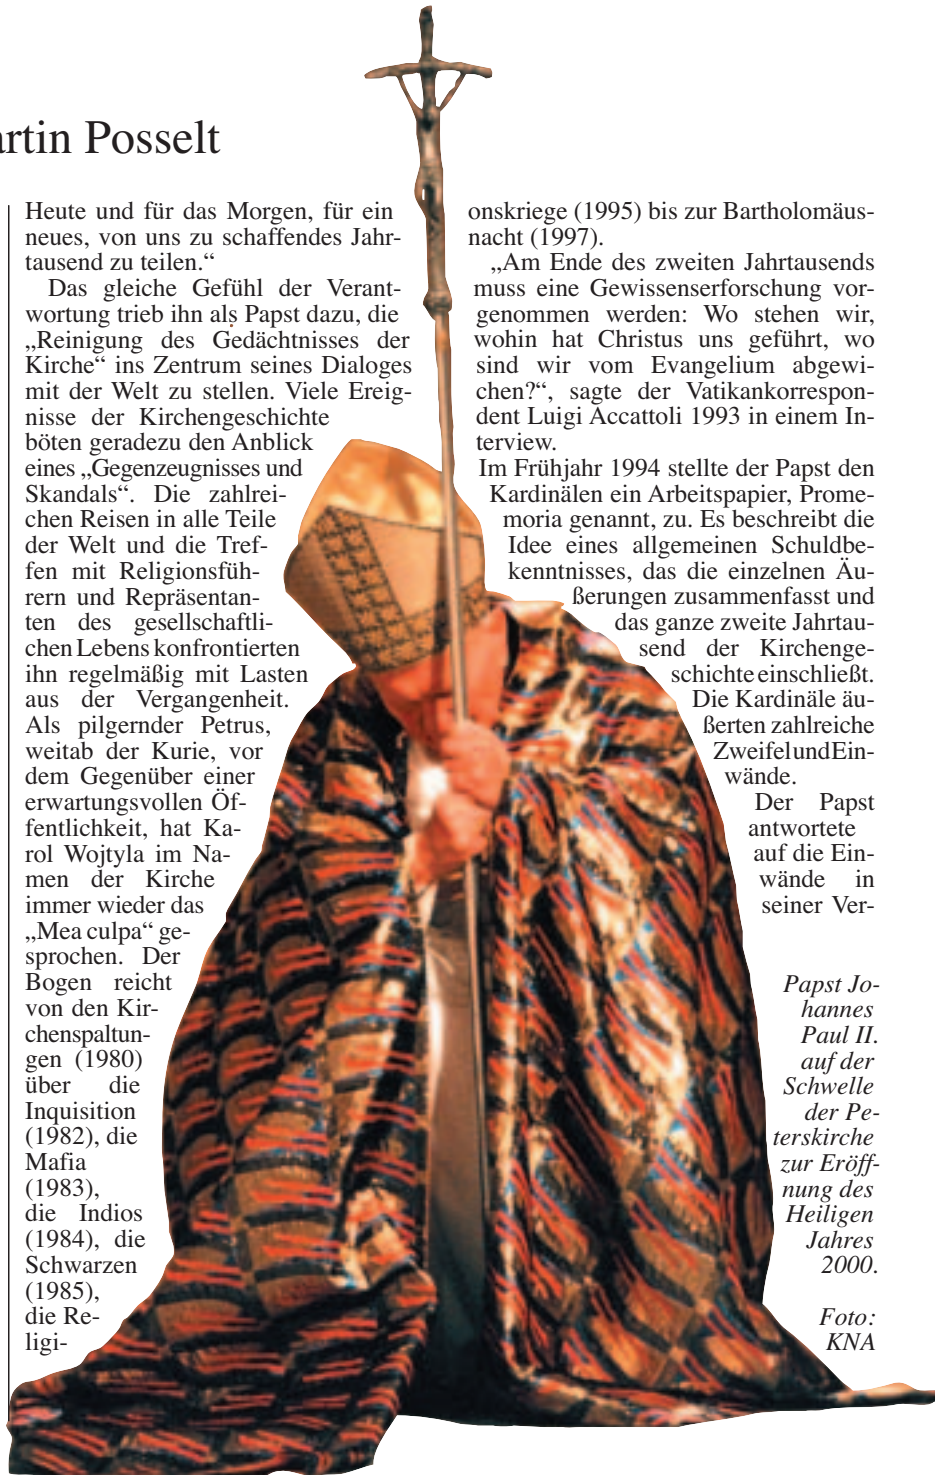 artin Posselt
Heute und für das Morgen, für ein
neues, von uns zu schaffendes Jahr-
tausend zu teilen.“
Das gleiche Gefühl der Verant-
wortung trieb ihn als Papst dazu, die
„Reinigung des Gedächtnisses der
Kirche“ ins Zentrum seines Dialoges
mit der Welt zu stellen. Viele Ereig-
nisse der Kirchengeschichte
böten geradezu den Anblick
eines „Gegenzeugnisses und
Skandals“. Die zahlrei-
chen Reisen in alle Teile
der Welt und die Tref-
fen mit Religionsfüh-
rern und Repräsentan-
ten des gesellschaftli-
chen Lebens konfrontierten
ihn regelmäßig mit Lasten
aus der Vergangenheit.
Als pilgernder Petrus,
weitab der Kurie, vor
dem Gegenüber einer
erwartungsvollen Öf-
fentlichkeit, hat Ka-
rol Wojtyla im Na-
men der Kirche
immer wieder das
„Mea culpa“ ge-
sprochen. Der
Bogen reicht
von den Kir-
chenspaltun-
gen (1980)
über die
Inquisition
(1982), die
Mafia
(1983),
die Indios
(1984), die
Schwarzen
(1985),
die Re-
ligi-
onskriege (1995) bis zur Bartholomäus-
nacht (1997).
„Am Ende des zweiten Jahrtausends
muss eine Gewissenserforschung vor-
genommen werden: Wo stehen wir,
wohin hat Christus uns geführt, wo
sind wir vom Evangelium abgewi-
chen?“, sagte der Vatikankorrespon-
dent Luigi Accattoli 1993 in einem In-
terview.
Im Frühjahr 1994 stellte der Papst den
Kardinälen ein Arbeitspapier, Prome-
moria genannt, zu. Es beschreibt die
Idee eines allgemeinen Schuldbe-
kenntnisses, das die einzelnen Äu-
ßerungen zusammenfasst und
das ganze zweite Jahrtau-
send der Kirchenge-
schichte einschließt.
Die Kardinäle äu-
ßerten zahlreiche
Zweifel und Ein-
wände.
Der Papst
antwortete
auf die Ein-
wände in
seiner Ver-
Papst Jo-
hannes
Paul II.
auf der
Schwelle
der Pe-
terskirche
zur Eröff-
nung des
Heiligen
Jahres
2000.
Foto:
KNA